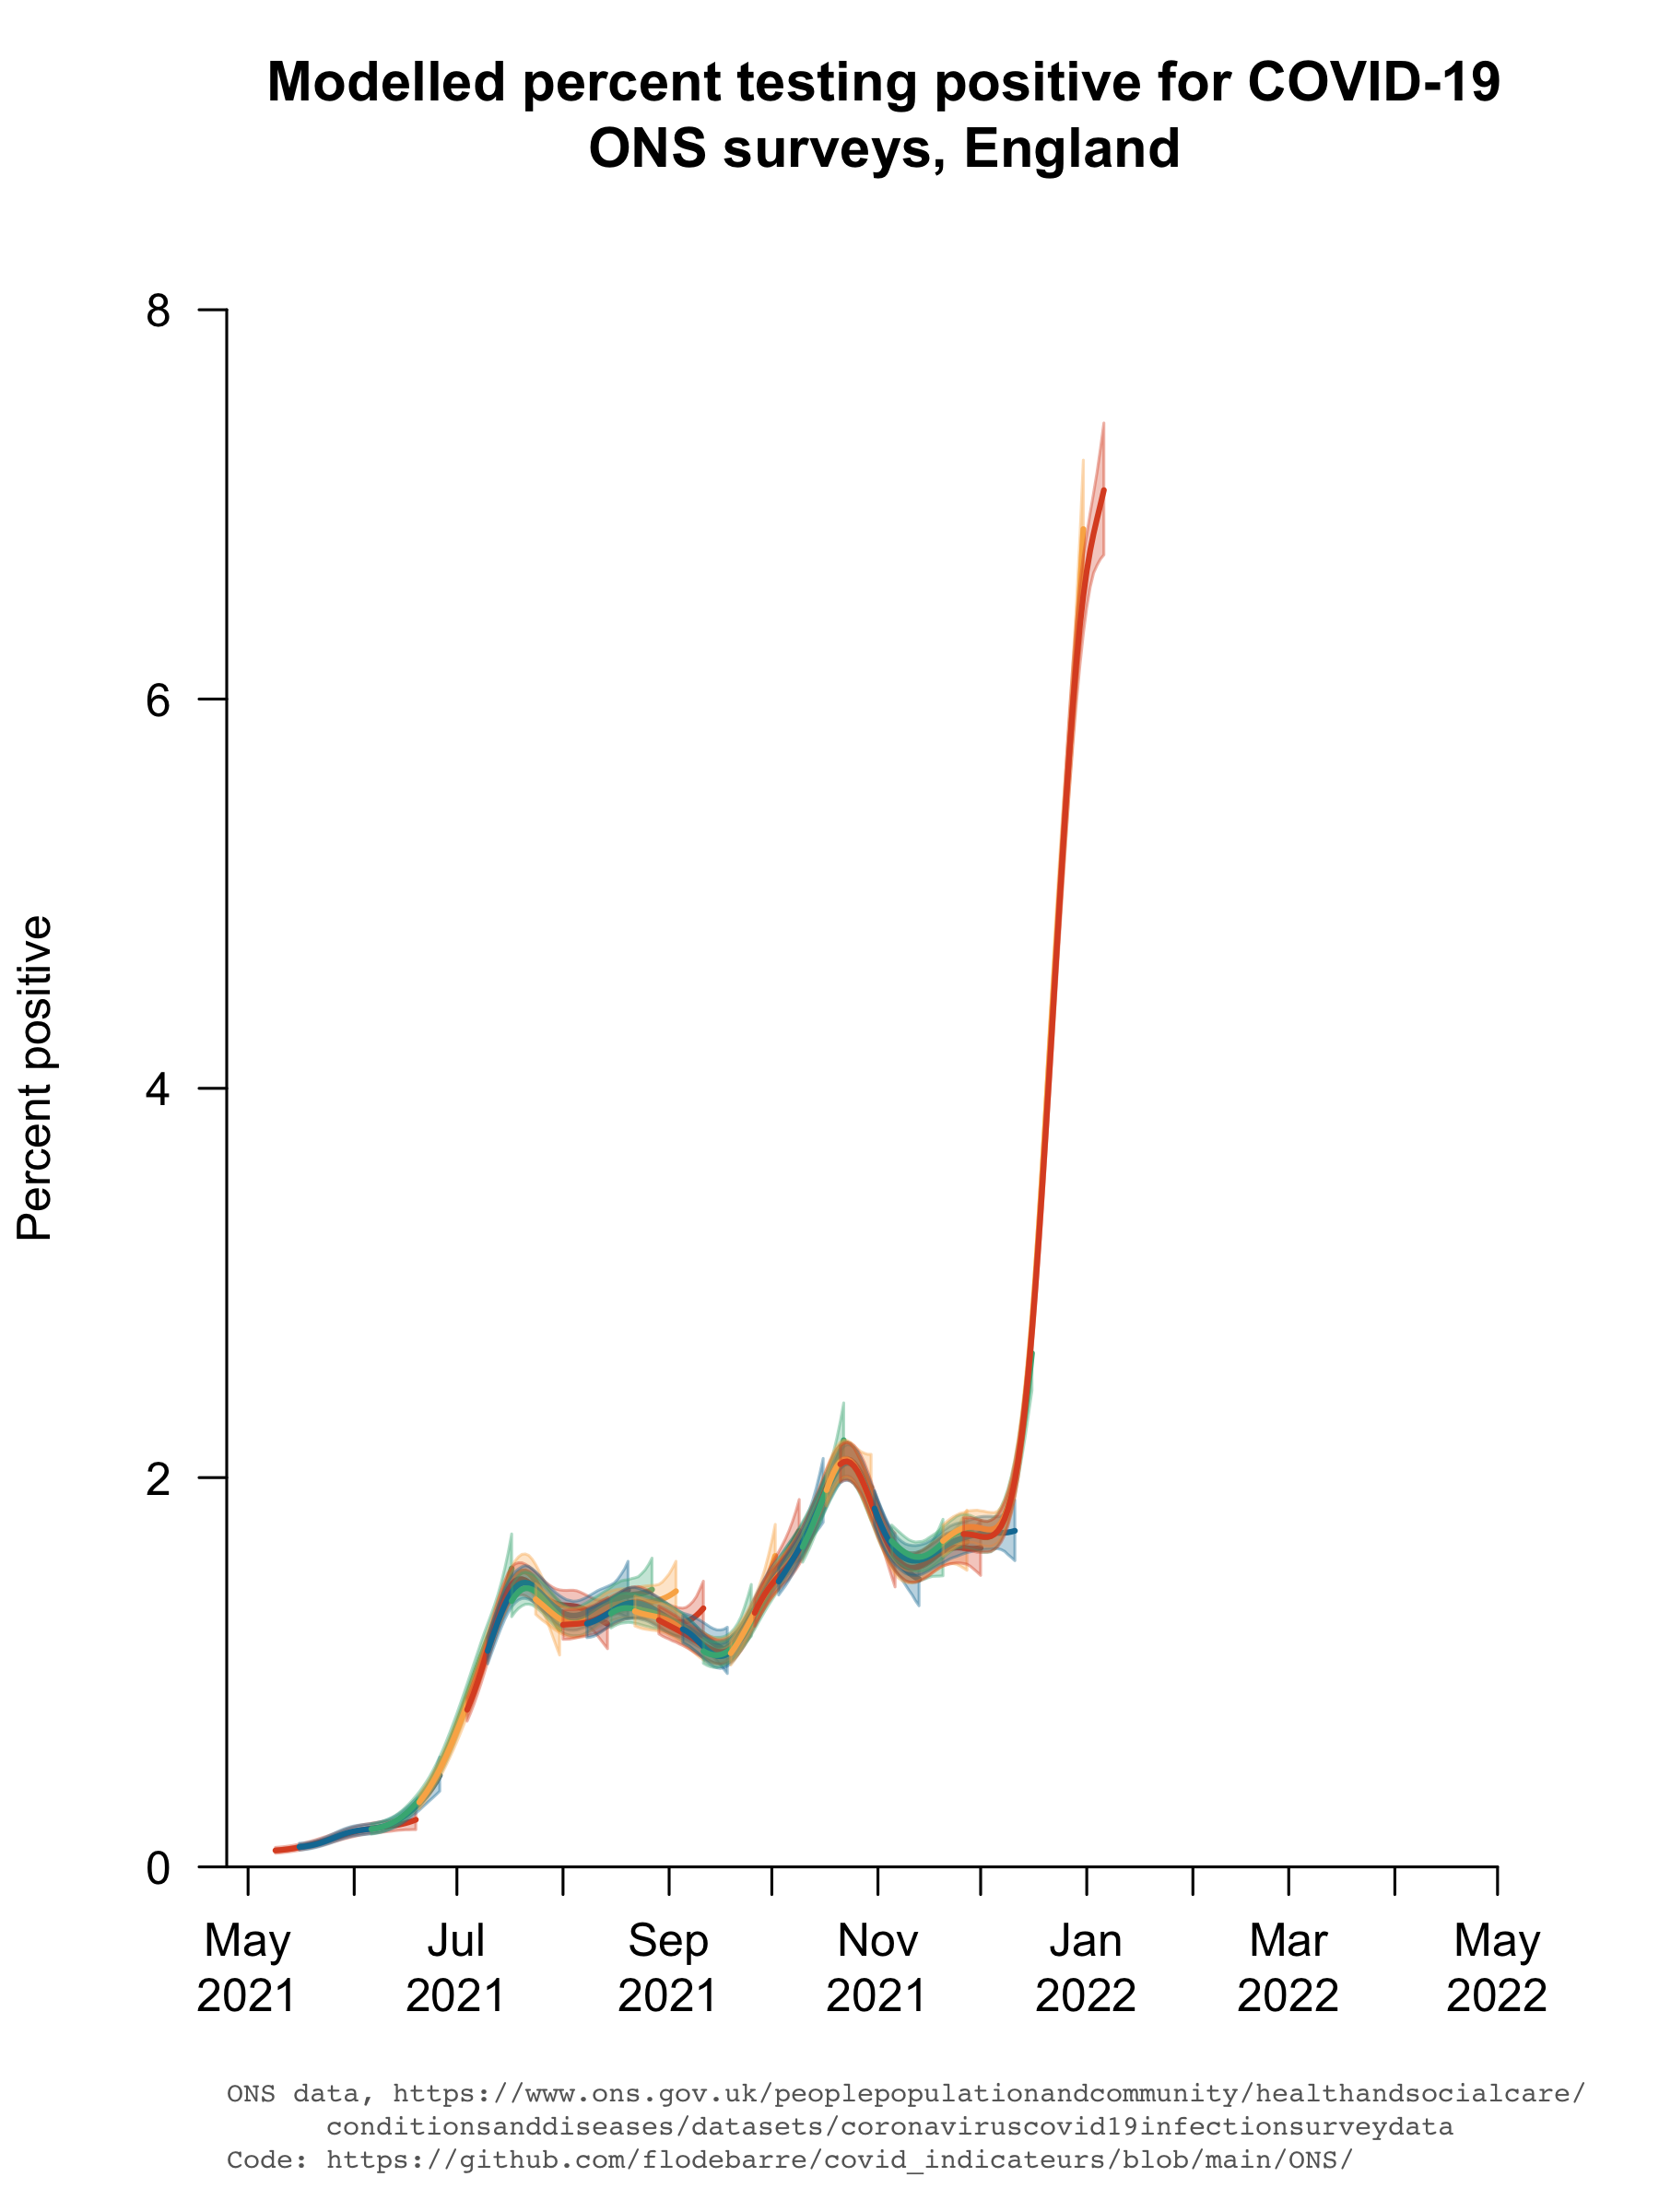 Modelled percent testing positive for COVID-19
ONS surveys, England
8
6
4
2
0
Percent positive
May Jul Sep Nov Jan Mar May
2021 2021 2021 2021 2022 2022 2022
ONS data, https://www.ons.gov.uk/peoplepopulationandcommunity/healthandsocialcare/
conditionsanddiseases/datasets/coronaviruscovid19infectionsurveydata
Code: https://github.com/flodebarre/covid_indicateurs/blob/main/ONS/